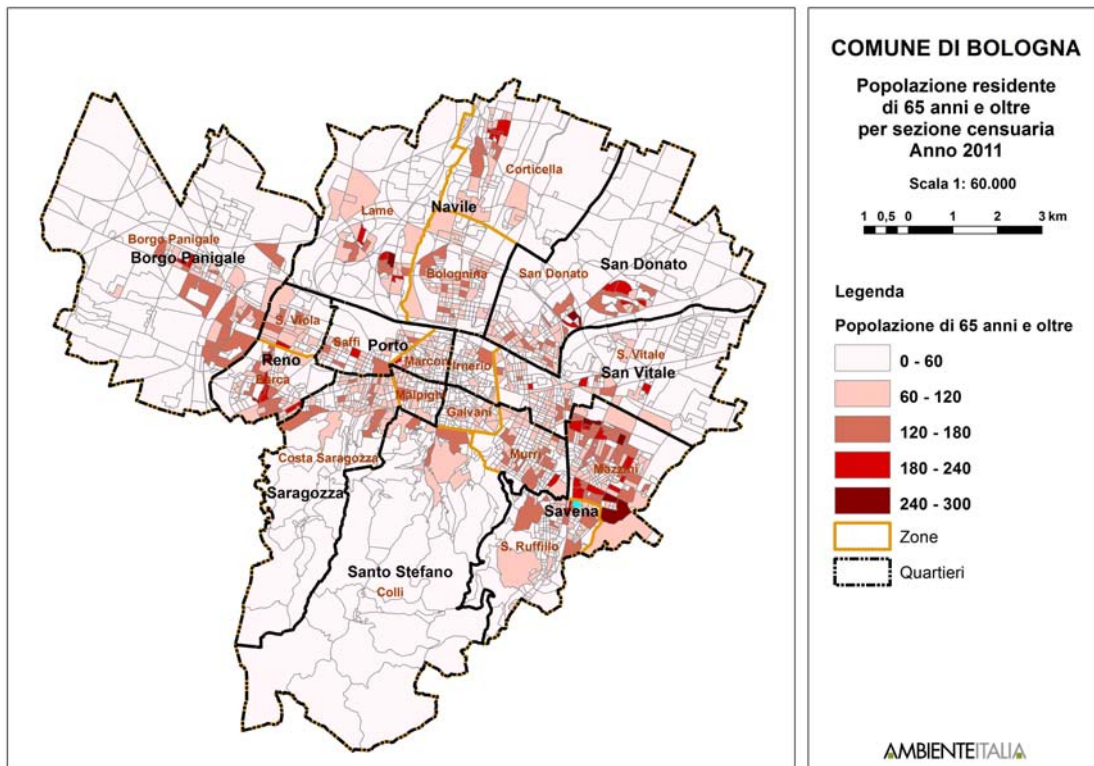 COMUNE DI BOLOGNA
Popolazione residente
di 65 anni e oltre
per sezione censuaria
Anno 2011
Scala 1: 60.000
1 0,5 0 1 2 3 km
Legenda
Popolazione di 65 anni e oltre
0 - 60
60 - 120
120 - 180
180 - 240
240 - 300
Zone
Quartieri
AMBIENTEITALIA
Corticella
Lame
Navile
Borgo Panigale
Borgo Panigale
Bolognina
San Donato
San Donato
S. Viola
Saffi
Porto
Marconi
Irnerio
S. Vitale
San Vitale
Reno
Barca
Malpighi
Galvani
Costa Saragozza
Murri
Mazzini
Saragozza
Savena
S. Ruffillo
Santo Stefano
Colli